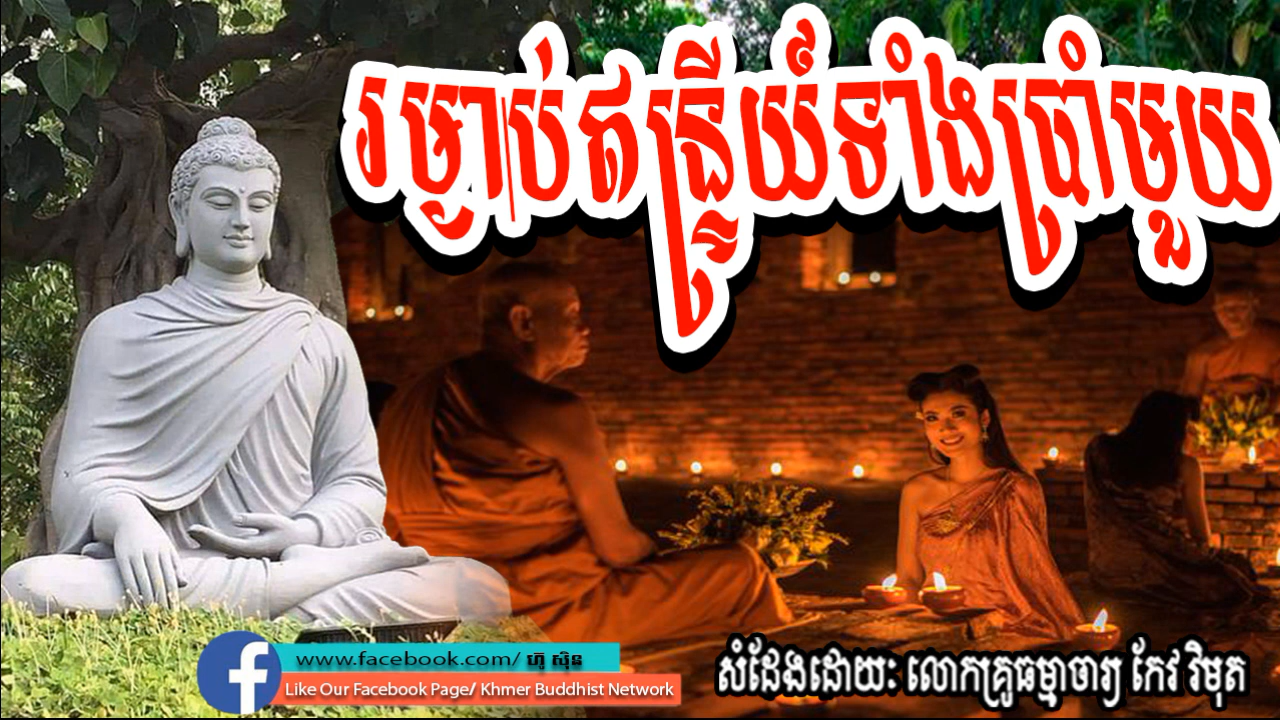 រម្ងាប់ឥន្ទ្រីយ៍ទាំងប្រាំមួយ
www.facebook.com/ ហ៊ូ ស៊ិន
Like Our Facebook Page/ Khmer Buddhist Network
សំដែងដោយៈ លោកគ្រូធម្មាចារ្យ កែវ វិមុត